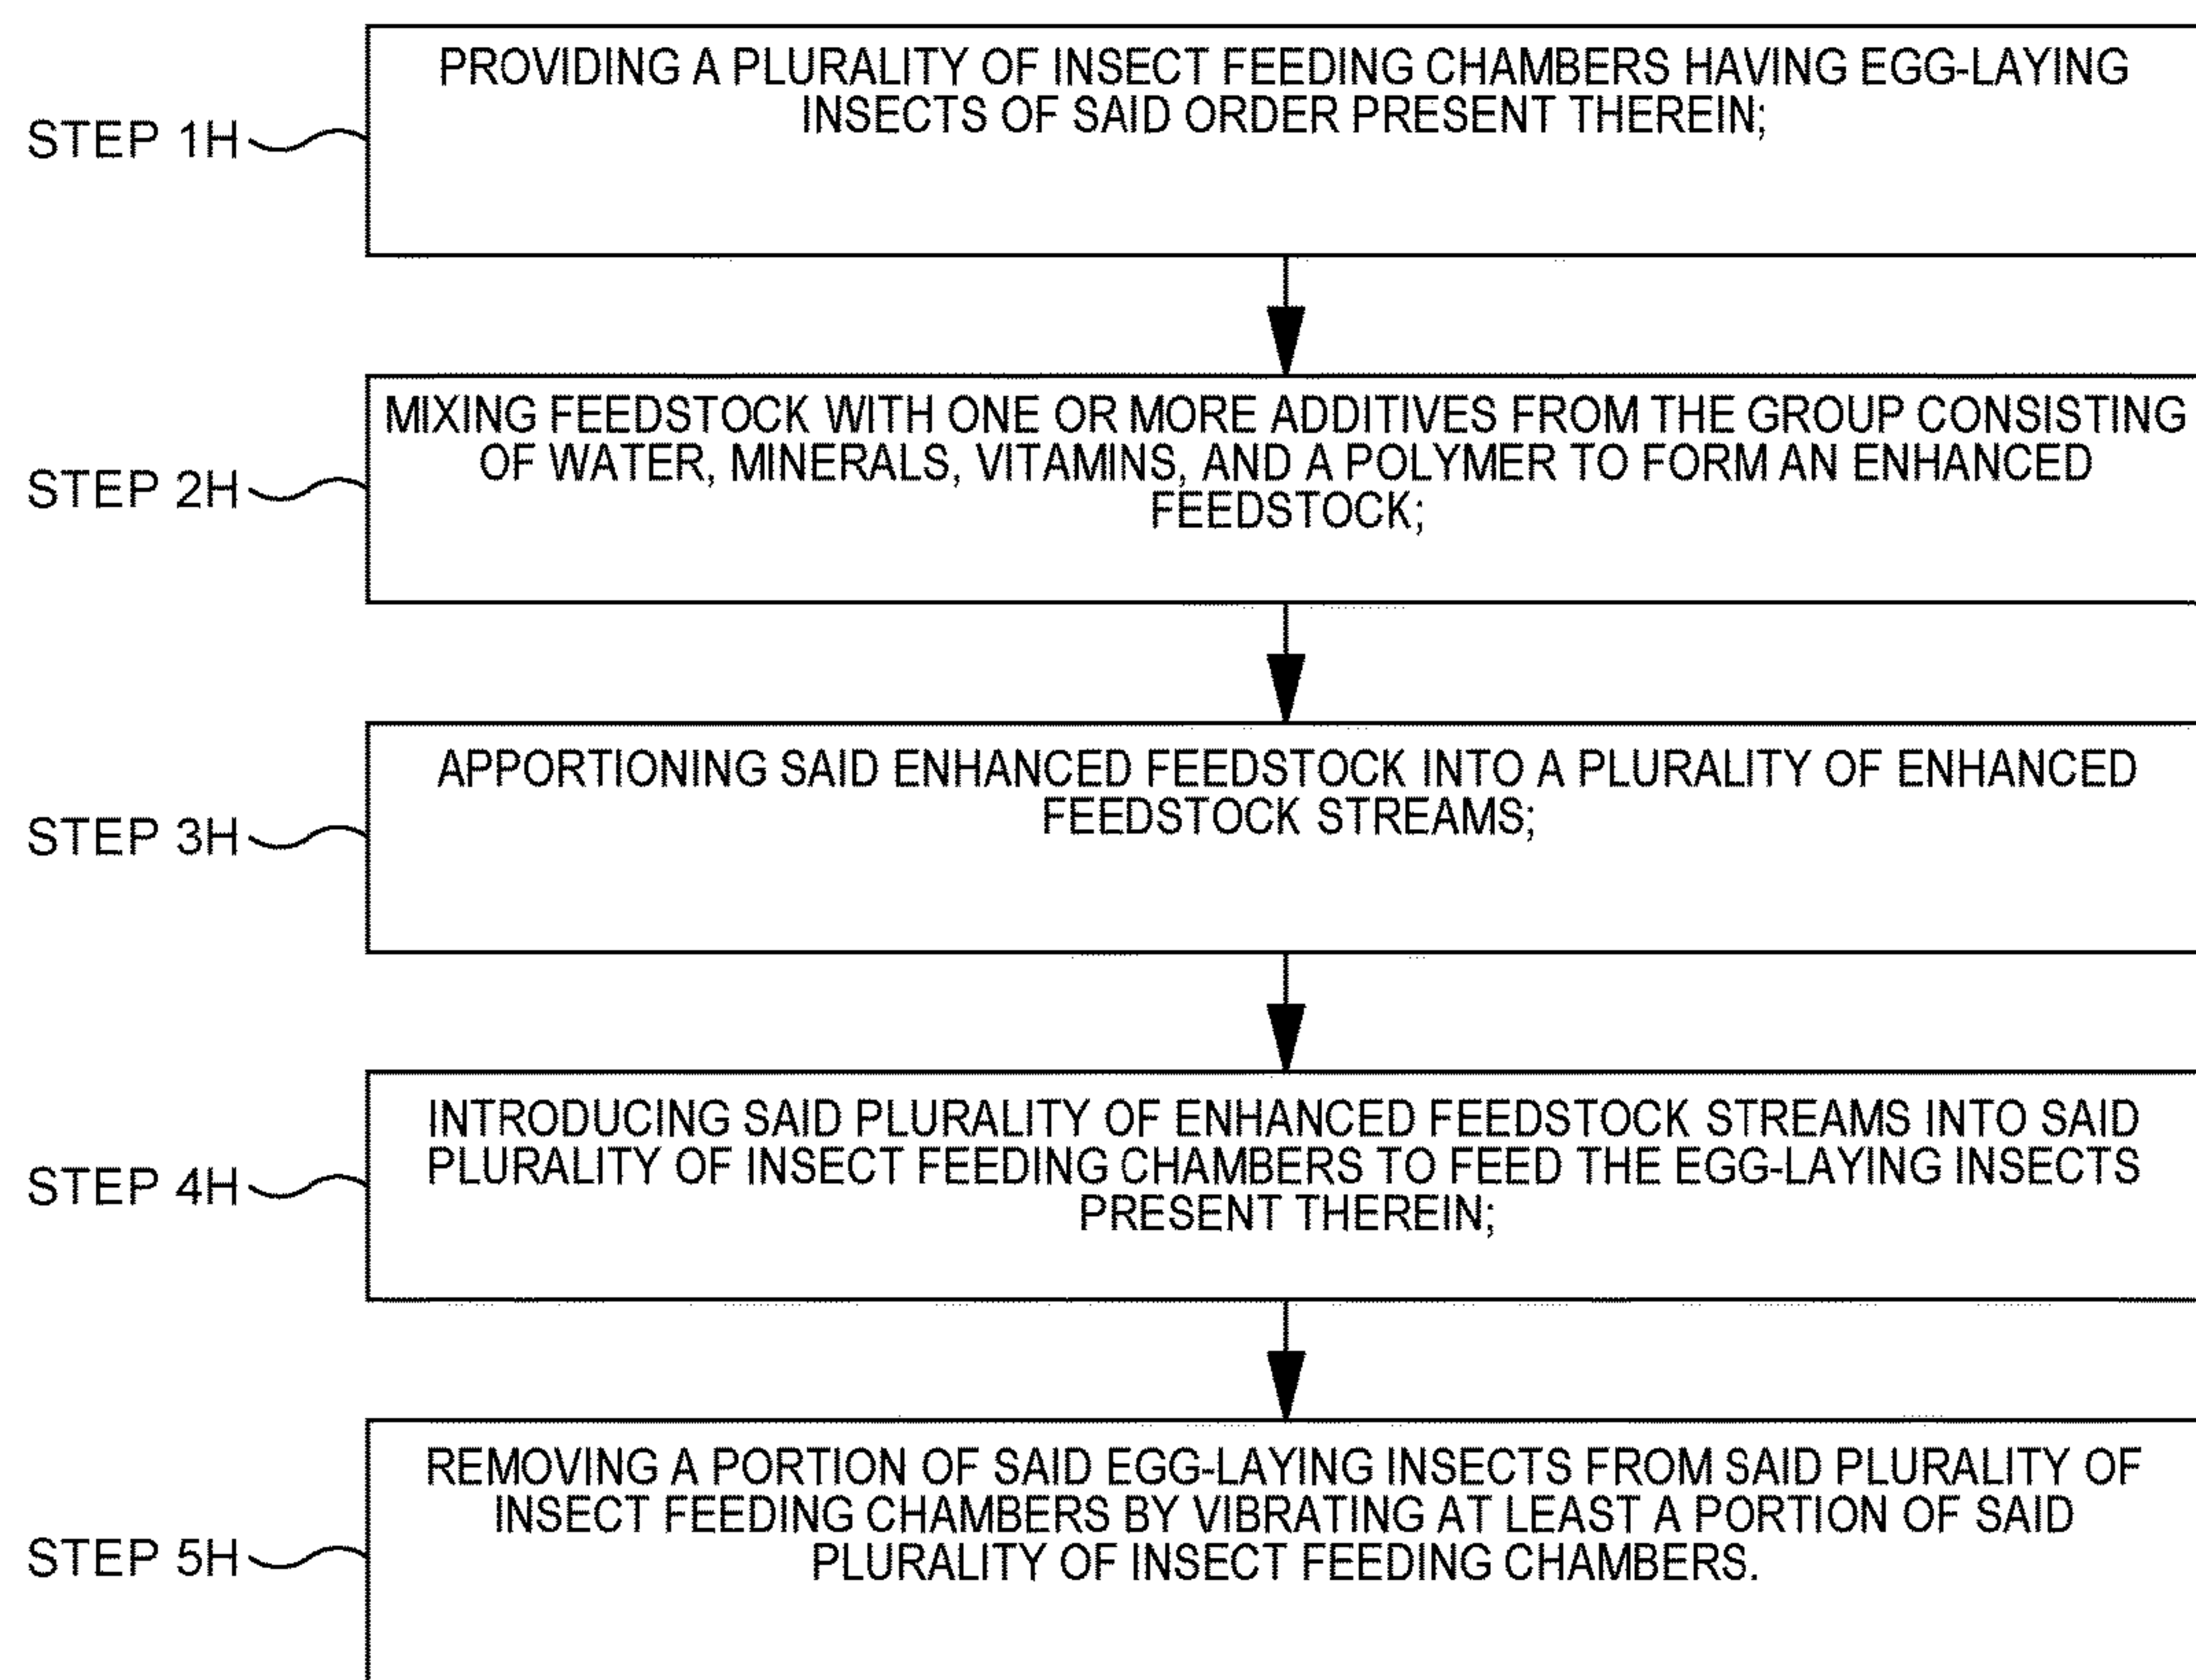 PROVIDING A PLURALITY OF INSECT FEEDING CHAMBERS HAVING EGG-LAYING
INSECTS OF SAID ORDER PRESENT THEREIN;
STEP 1H
MIXING FEEDSTOCK WITH ONE OR MORE ADDITIVES FROM THE GROUP CONSISTING
OF WATER, MINERALS, VITAMINS, AND A POLYMER TO FORM AN ENHANCED
FEEDSTOCK;
STEP 2H
APPORTIONING SAID ENHANCED FEEDSTOCK INTO A PLURALITY OF ENHANCED
FEEDSTOCK STREAMS;
STEP 3H
INTRODUCING SAID PLURALITY OF ENHANCED FEEDSTOCK STREAMS INTO SAID
PLURALITY OF INSECT FEEDING CHAMBERS TO FEED THE EGG-LAYING INSECTS
PRESENT THEREIN;
STEP 4H
REMOVING A PORTION OF SAID EGG-LAYING INSECTS FROM SAID PLURALITY OF
INSECT FEEDING CHAMBERS BY VIBRATING AT LEAST A PORTION OF SAID
PLURALITY OF INSECT FEEDING CHAMBERS.
STEP 5H